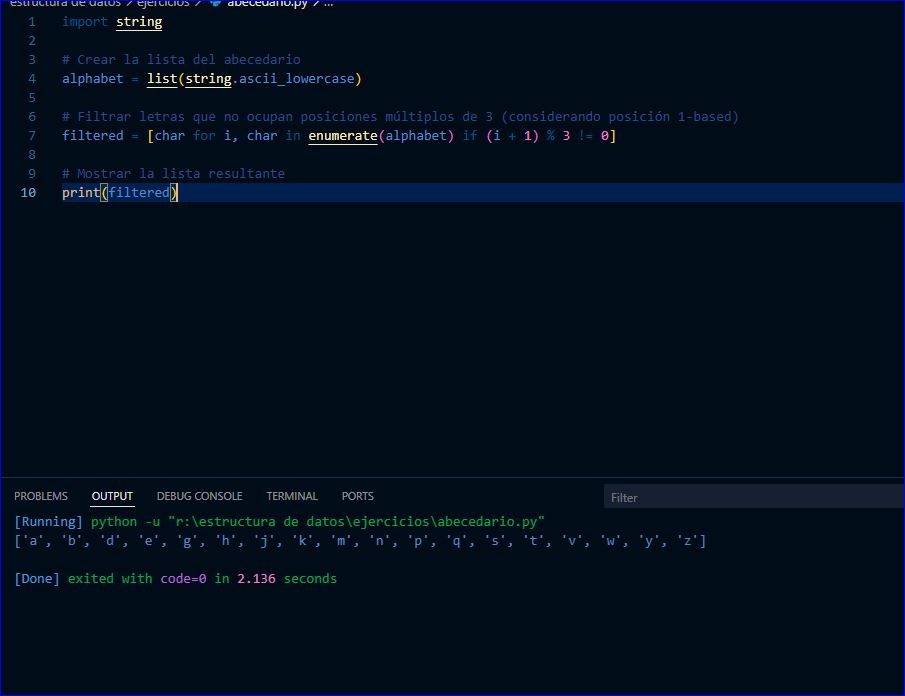 estructura de datos > ejercicios > abecedario.py > ...
1 import string
2
3 # Crear la lista del abecedario
4 alphabet = list(string.ascii_lowercase)
5
6 # Filtrar letras que no ocupan posiciones múltiplos de 3 (considerando posición 1-based)
7 filtered = [char for i, char in enumerate(alphabet) if (i + 1) % 3 != 0]
8
9 # Mostrar la lista resultante
10 print(filtered)
PROBLEMS OUTPUT DEBUG CONSOLE TERMINAL PORTS Filter
[Running] python -u "r:\estructura de datos\ejercicios\abecedario.py"
['a', 'b', 'd', 'e', 'g', 'h', 'j', 'k', 'm', 'n', 'p', 'q', 's', 't', 'v', 'w', 'y', 'z']
[Done] exited with code=0 in 2.136 seconds